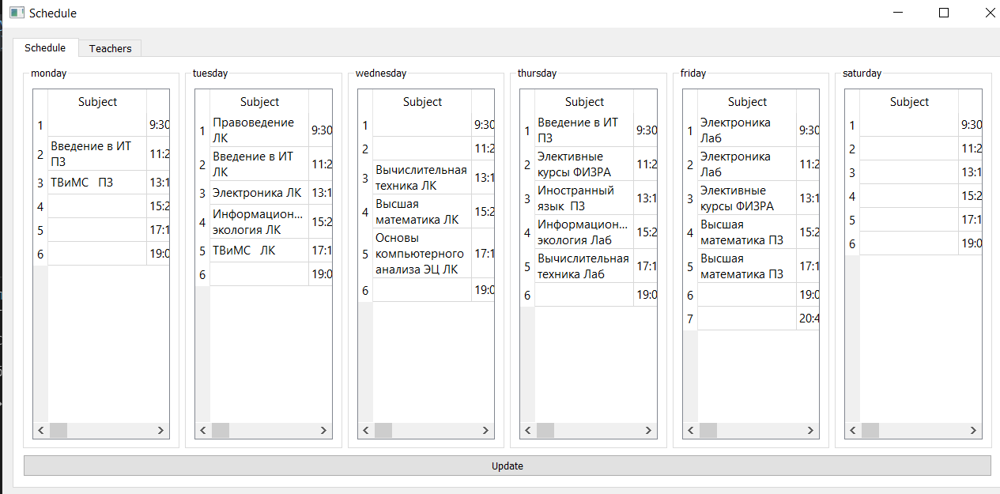 Schedule
Schedule Teachers
monday
Subject
1 9:30
2 Введение в ИТ
ПЗ 11:2
3 ТВиМС ПЗ 13:1
4 15:2
5 17:1
6 19:0
tuesday
Subject
1 Правоведение
ЛК 9:30
2 Введение в ИТ
ЛК 11:2
3 Электроника ЛК 13:1
4 Информацион...
экология ЛК 15:2
5 ТВиМС ЛК 17:1
6 19:0
wednesday
Subject
1 9:30
2 11:2
3 Вычислительная
техника ЛК 13:1
4 Высшая
математика ЛК 15:2
5 Основы
компьютерного
анализа ЭЦ ЛК 17:1
6 19:0
thursday
Subject
1 Введение в ИТ
ПЗ 9:30
2 Элективные
курсы ФИЗРА 11:2
3 Иностранный
язык ПЗ 13:1
4 Информацион...
экология Лаб 15:2
5 Вычислительная
техника Лаб 17:1
6 19:0
friday
Subject
1 Электроника
Лаб 9:30
2 Электроника
Лаб 11:2
3 Элективные
курсы ФИЗРА 13:1
4 Высшая
математика ПЗ 15:2
5 Высшая
математика ПЗ 17:1
6 19:0
7 20:4
saturday
Subject
1 9:30
2 11:2
3 13:1
4 15:2
5 17:1
6 19:0
Update